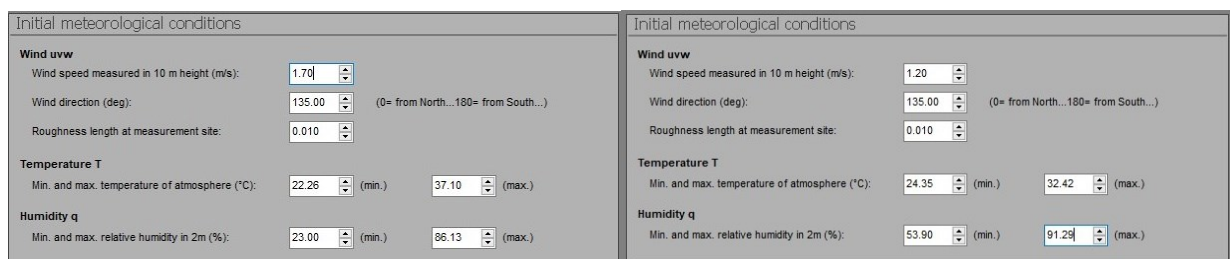 Initial meteorological conditions
Wind uvw
Wind speed measured in 10 m height (m/s): 1.70
Wind direction (deg): 135.00 (0= from North...180= from South...)
Roughness length at measurement site: 0.010
Temperature T
Min. and max. temperature of atmosphere (°C): 22.26 (min.) 37.10 (max.)
Humidity q
Min. and max. relative humidity in 2m (%): 23.00 (min.) 86.13 (max.)
Initial meteorological conditions
Wind uvw
Wind speed measured in 10 m height (m/s): 1.20
Wind direction (deg): 135.00 (0= from North...180= from South...)
Roughness length at measurement site: 0.010
Temperature T
Min. and max. temperature of atmosphere (°C): 24.35 (min.) 32.42 (max.)
Humidity q
Min. and max. relative humidity in 2m (%): 53.90 (min.) 91.29 (max.)